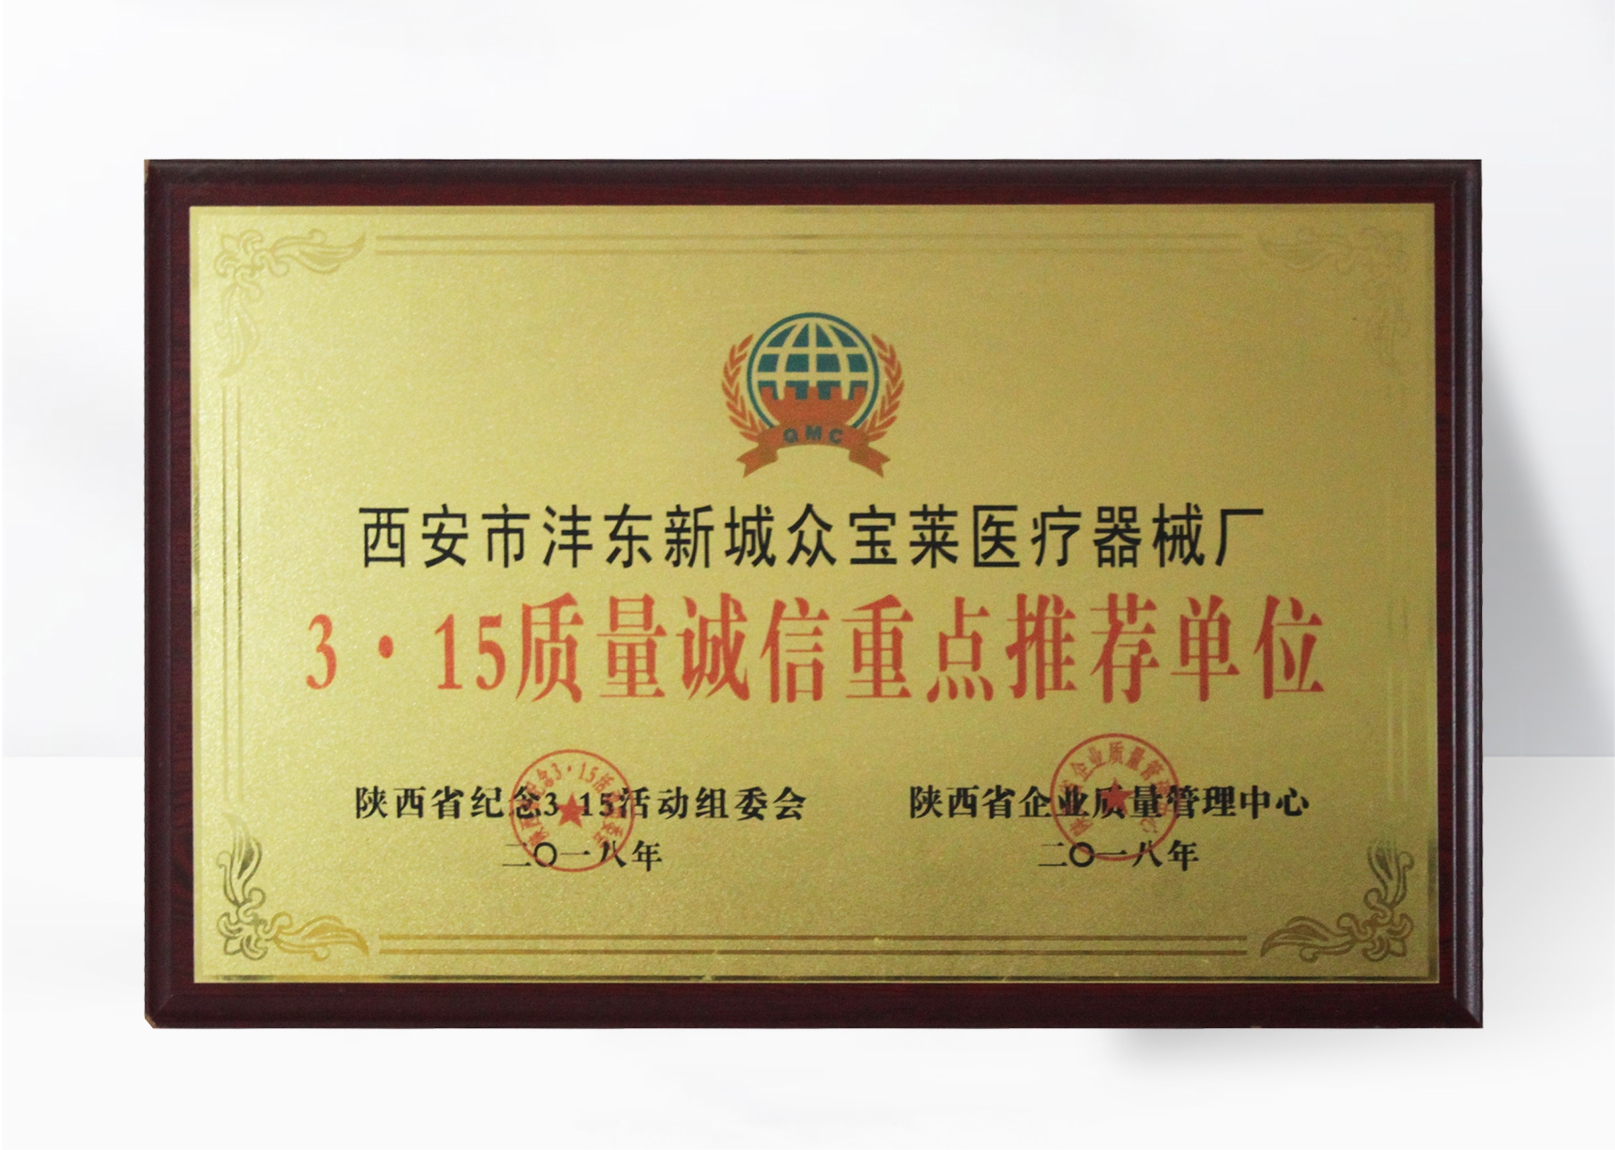 QMC
西安市沣东新城众宝莱医疗器械厂
3·15质量诚信重点推荐单位
陕西省纪念3·15活动组委会
二〇一八年
陕西省企业质量管理中心
二〇一八年